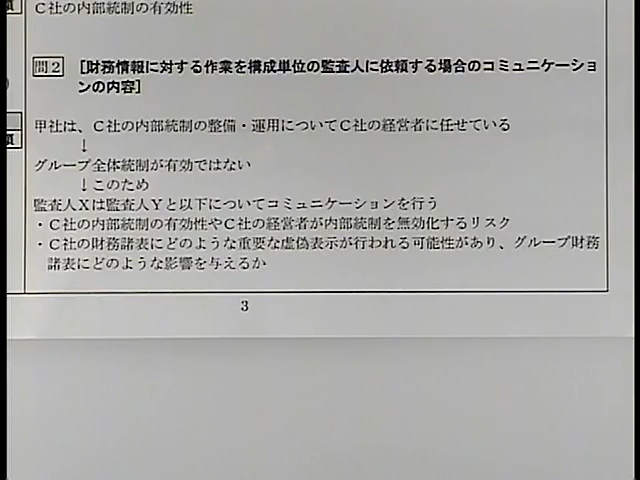 C社の内部統制の有効性
問2 [財務情報に対する作業を構成単位の監査人に依頼する場合のコミュニケーショ
ンの内容]
甲社は、C社の内部統制の整備・運用についてC社の経営者に任せている
↓
グループ全体統制が有効ではない
↓このため
監査人Xは監査人Yと以下についてコミュニケーションを行う
・C社の内部統制の有効性やC社の経営者が内部統制を無効化するリスク
・C社の財務諸表にどのような重要な虚偽表示が行われる可能性があり、グループ財務
諸表にどのような影響を与えるか
3